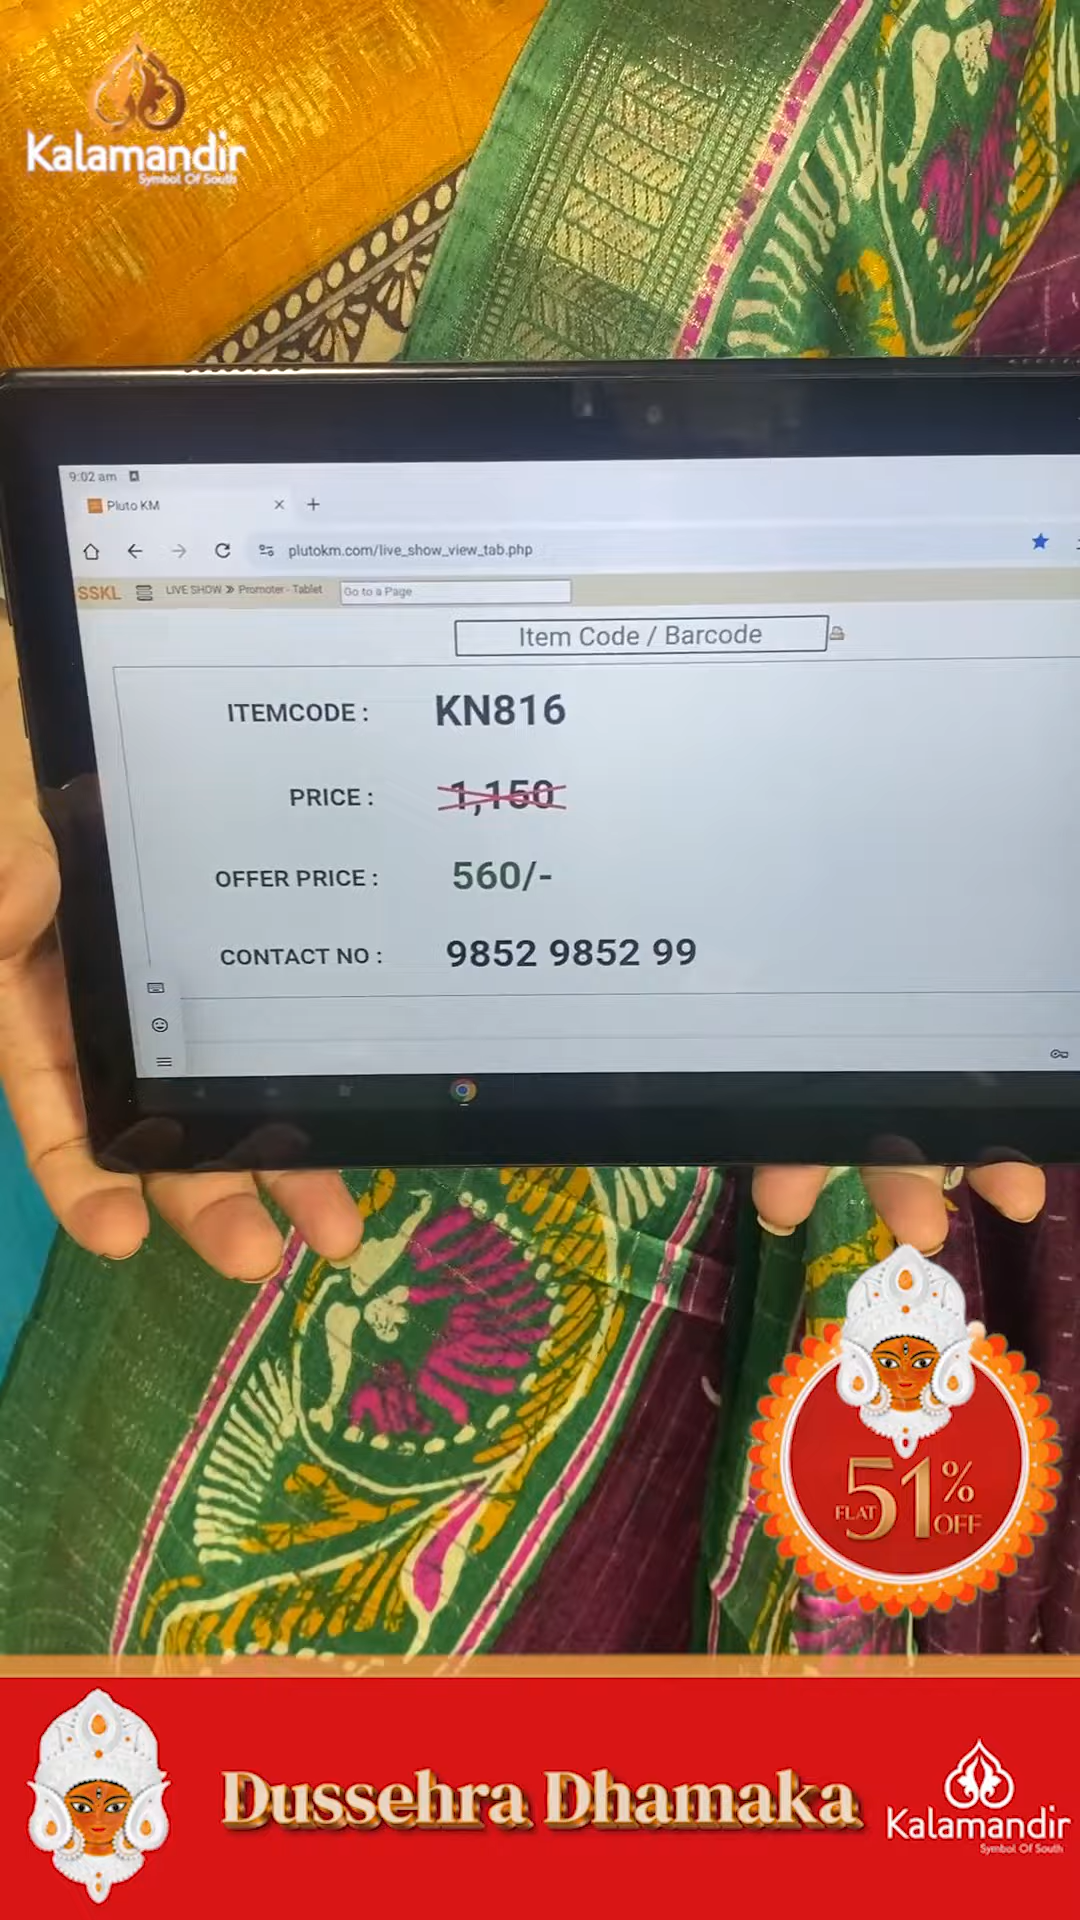 Kalamandir
Symbol Of South
9:02 am
Pluto KM
plutokm.com/live_show_view_tab.php
SSKL
LIVE SHOW » Promoter - Tablet
Go to a Page
Item Code / Barcode
ITEMCODE : KN816
PRICE : 1,150
OFFER PRICE : 560/-
CONTACT NO : 9852 9852 99
FLAT 51% OFF
Dussehra Dhamaka
Kalamandir
Symbol Of South